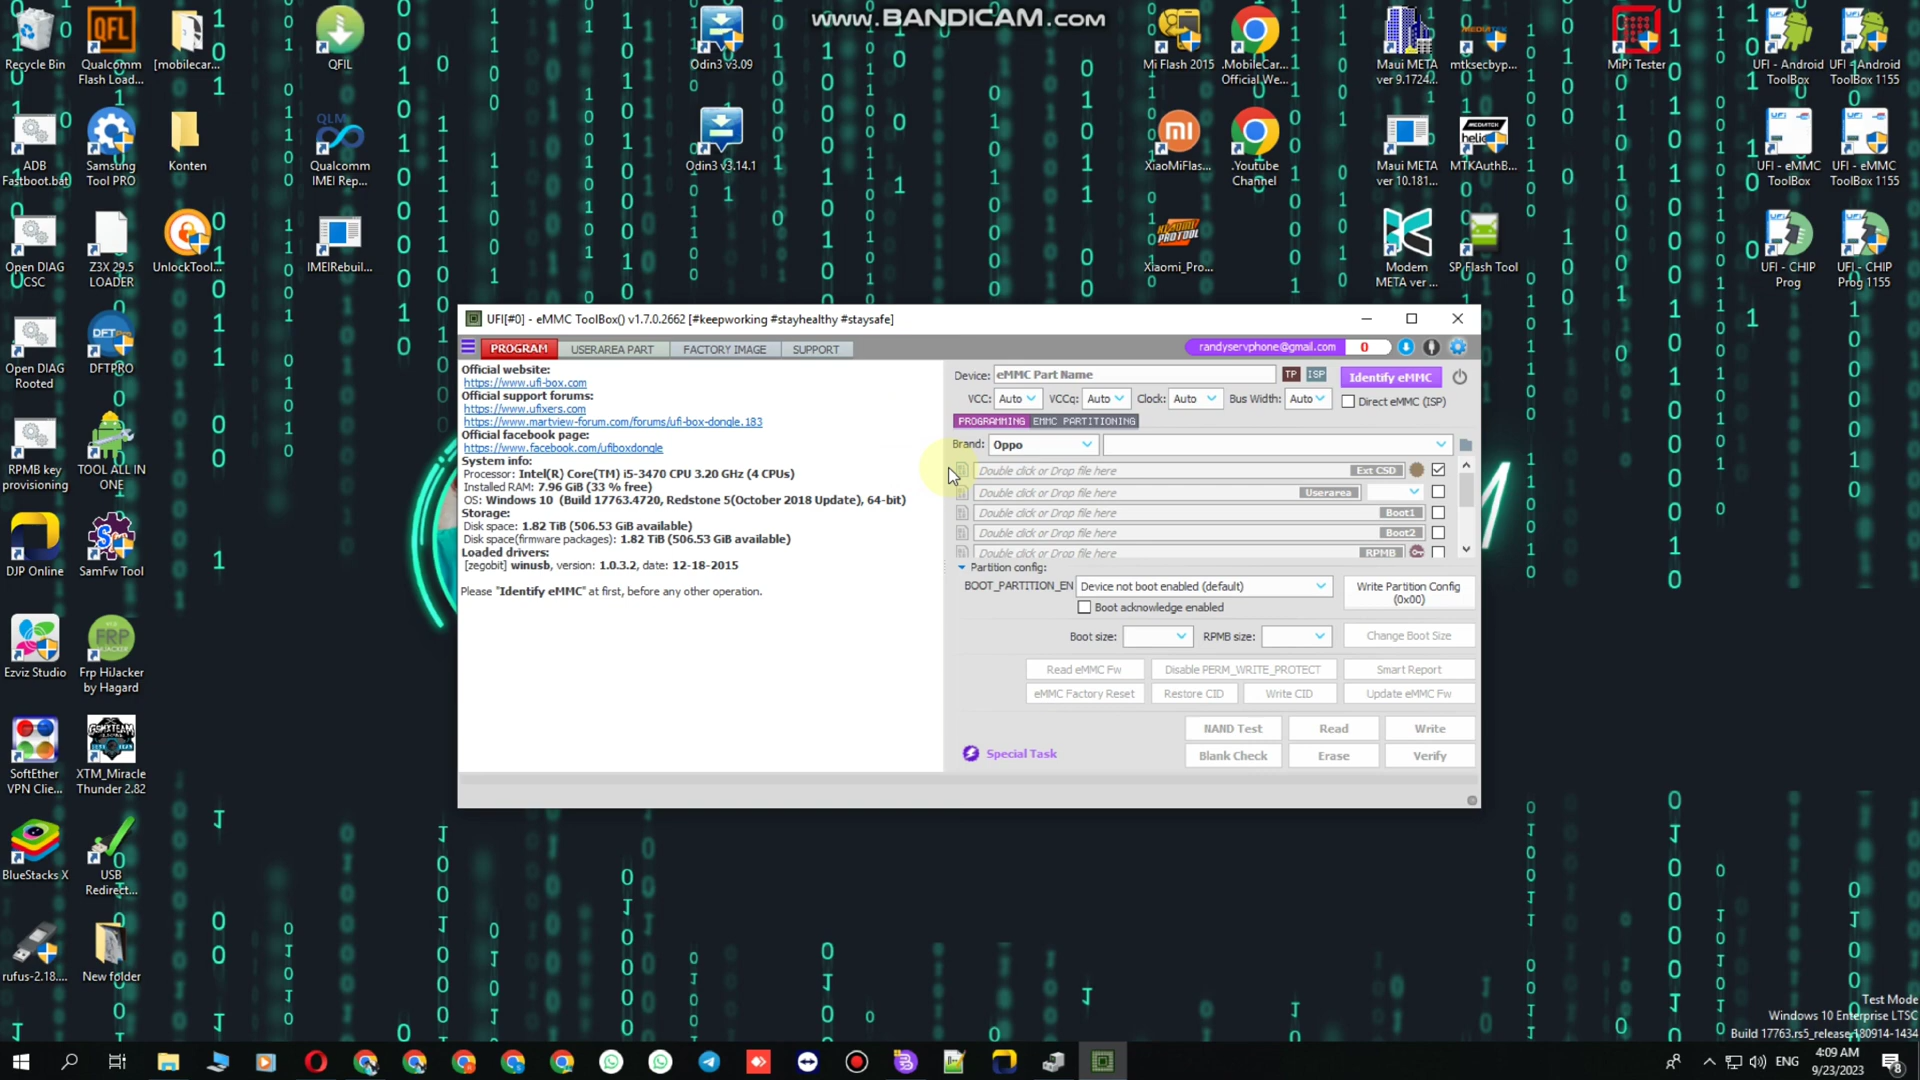 www.BANDICAM.com
Recycle Bin
Qualcomm
Flash Load...
[mobilecar...
QFIL
Odin3 v3.09
Mi Flash 2015
.MobileCar...
Official We...
Maui META
ver 9.1724...
mtksecbyp...
MiPi Tester
UFI - Android
ToolBox
UFI - Android
ToolBox 1155
ADB
Fastboot.bat
Samsung
Tool PRO
Konten
Qualcomm
IMEI Rep...
Odin3 v3.14.1
XiaoMiFlas...
.Youtube
Channel
Maui META
ver 10.181...
MTKAuthB...
UFI - eMMC
ToolBox
UFI - eMMC
ToolBox 1155
Open DIAG
CSC
Z3X 29.5
LOADER
UnlockTool...
IMEIRebuil...
Xiaomi_Pro...
Modem
META ver ...
SP Flash Tool
UFI - CHIP
Prog
UFI - CHIP
Prog 1155
Open DIAG
Rooted
DFTPRO
RPMB key
provisioning
TOOL ALL IN
ONE
DJP Online
SamFw Tool
Ezviz Studio
Frp HiJacker
by Hagard
SoftEther
VPN Clie...
XTM_Miracle
Thunder 2.82
BlueStacks X
USB
Redirect...
rufus-2.18....
New folder
UFI[#0] - eMMC ToolBox() v1.7.0.2662 [#keepworking #stayhealthy #staysafe]
PROGRAM USERAREA PART FACTORY IMAGE SUPPORT
randyservphone@gmail.com 0
Official website:
https://www.ufi-box.com
Official support forums:
https://www.ufixers.com
https://www.martview-forum.com/forums/ufi-box-dongle.183
Official facebook page:
https://www.facebook.com/ufiboxdongle
System info:
Processor: Intel(R) Core(TM) i5-3470 CPU 3.20 GHz (4 CPUs)
Installed RAM: 7.96 GiB (33 % free)
OS: Windows 10 (Build 17763.4720, Redstone 5(October 2018 Update), 64-bit)
Storage:
Disk space: 1.82 TiB (506.53 GiB available)
Disk space(firmware packages): 1.82 TiB (506.53 GiB available)
Loaded drivers:
[zegobit] winusb, version: 1.0.3.2, date: 12-18-2015
Please "Identify eMMC" at first, before any other operation.
Device: eMMC Part Name TP ISP Identify eMMC
VCC: Auto VCCq: Auto Clock: Auto Bus Width: Auto Direct eMMC (ISP)
PROGRAMMING EMMC PARTITIONING
Brand: Oppo
Double click or Drop file here Ext CSD
Double click or Drop file here Userarea
Double click or Drop file here Boot1
Double click or Drop file here Boot2
Double click or Drop file here RPMB
Partition config:
BOOT_PARTITION_EN Device not boot enabled (default) Write Partition Config
(0x00)
Boot acknowledge enabled
Boot size: RPMB size: Change Boot Size
Read eMMC Fw Disable PERM_WRITE_PROTECT Smart Report
eMMC Factory Reset Restore CID Write CID Update eMMC Fw
NAND Test Read Write
Special Task Blank Check Erase Verify
Test Mode
Windows 10 Enterprise LTSC
Build 17763.rs5_release.180914-1434
ENG
4:09 AM
9/23/2023
8